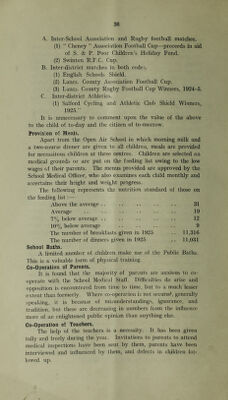 36
A. Inter-School Association and Rugby football matches.
(1) "Cheney" Association Football Cup—proceeds in aid
of S. & P. Poor Children's Holiday Fund.
(2) Swinton R.F.C. Cup.
B. Inter-district matches in both codes.
(1) English Schools Shield.
(2) Lancs. County Association Football Cup.
(3) Lancs. County Rugby Football Cup Winners, 1924-5.
C. Inter-district Athletics.
(1) Salford Cycling and Athletic Club Shield Winners,
1925."
It is unnecessary to comment upon the value of the above
to the child of to-day and the citizen of to-morrow.
Provision of Meals.
Apart from the Open Air School in which morning milk and
a two-course dinner are given to all children, meals are provided
for necessitous children at three centres. Children are selected on
medical grounds or are put on the feeding list owing to the low
wages of their parents. The menus provided are approved by the
School Medical Officer, who also examines each child monthly and
ascertains their height and weight progress.
The following represents the nutrition standard of those on
the feeding list:—
Above the average .. .. .. .. .. 31
Average .. .. .. .. .. 19
7% below average .. .. .. .. .. 12
10% below average .. .. .. .. .. 9
The number of breakfasts given in 1925 .. 11,316
The number of dinners given in 1925 .. 11,031
School Baths.
A limited number of children make use of the Public Baths.
This is a valuable form of physical training.
Co-Operation of Parents.
It is found that the majority of parents are anxious to co-
operate with the School Medical Staff. Difficulties do arise and
opposition is encountered from time to time, but to a much lesser
extent than formerly. Where co-operation is not secured, generally
speaking, it is because of misunderstandings, ignorance, and
tradition, but these are decreasing in numbers from the influence
more of an enlightened public opinion than anything else.
Co-Operation of Teachers.
The help of the teachers is a necessity. It has been given
fully and freely during the year. Invitations to parents to attend
medical inspections have been sent by them, parents have been
interviewed and influenced by them, and defects in children fol-
lowed up.